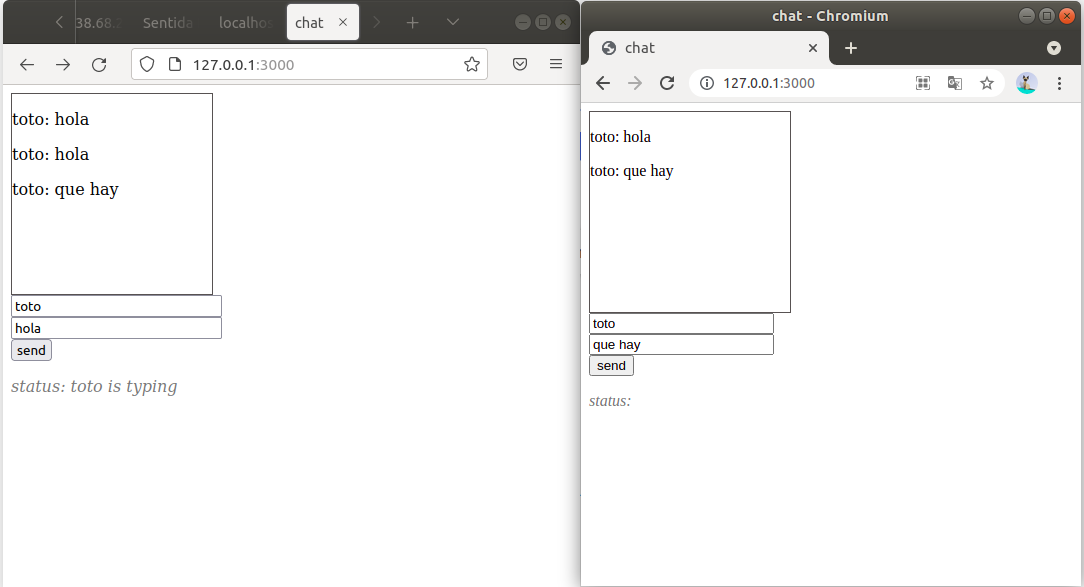 38.68.2
Sentida
localhos
chat
127.0.0.1:3000
toto: hola
toto: hola
toto: que hay
toto
hola
send
status: toto is typing
chat - Chromium
chat
127.0.0.1:3000
toto: hola
toto: que hay
toto
que hay
send
status: